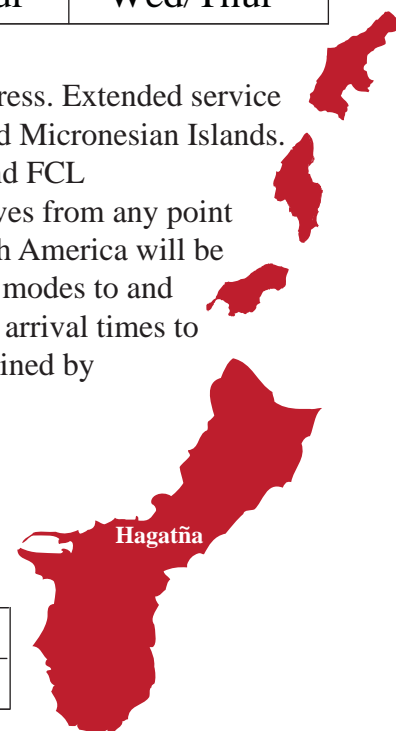 Wed/Thur
ress. Extended service
d Micronesian Islands.
nd FCL
ves from any point
h America will be
modes to and
arrival times to
ined by
Hagatña